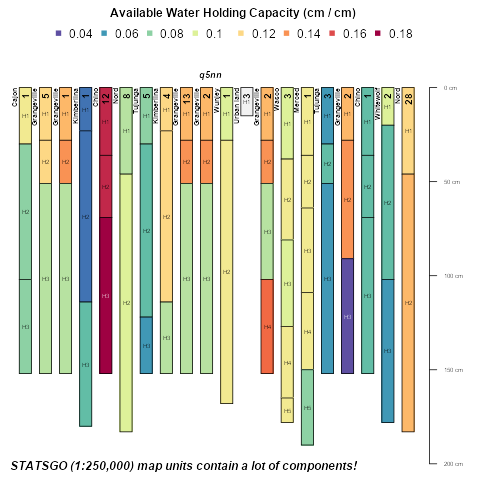 Available Water Holding Capacity (cm / cm)
0.04 0.06 0.08 0.1 0.12 0.14 0.16 0.18
q5nn
Cajon 1 H1 H2 H3
Grangeville 5 H1 H2 H3
Grangeville 1 H1 H2 H3
Kimberlina 1 H1 H2 H3
Chino 12 H1 H2 H3
Nord 8 H1 H2
Tujunga 5 H1 H2 H3
Kimberlina 4 H1 H2 H3
Grangeville 13 H1 H2 H3
Grangeville 2 H1 H2 H3
Wunjey 1 H1 H2
Urban land 3 H1
Grangeville 2 H1 H2 H3 H4
Wasco 3 H1 H2 H3 H4 H5
Merced 1 H1 H2 H3 H4 H5
Tujunga 3 H1 H2 H3
Grangeville 2 H1 H2 H3
Chino 1 H1 H2 H3
2 H1 H2 H3
Nord 28 H1 H2
0 cm
50 cm
100 cm
150 cm
200 cm
STATSGO (1:250,000) map units contain a lot of components!